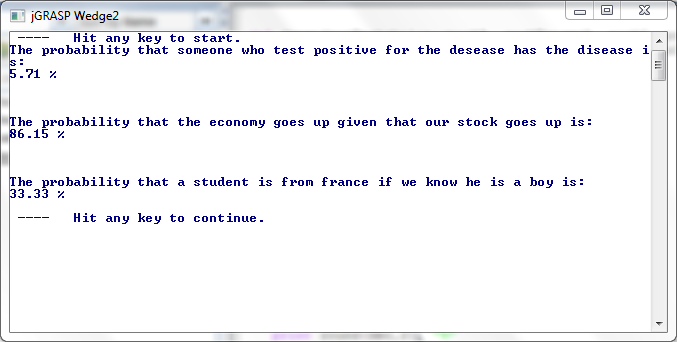 jGRASP Wedge2
---- Hit any key to start.
The probability that someone who test positive for the desease has the disease i
s:
5.71 %
The probability that the economy goes up given that our stock goes up is:
86.15 %
The probability that a student is from france if we know he is a boy is:
33.33 %
---- Hit any key to continue.